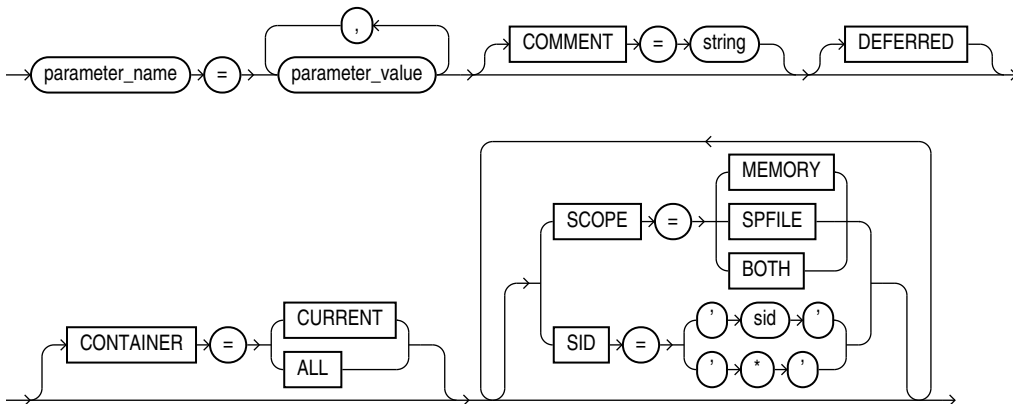 ,
COMMENT = string DEFERRED
parameter_name = parameter_value
MEMORY
SCOPE = SPFILE
BOTH
CURRENT ' sid '
CONTAINER = SID =
ALL ' * '